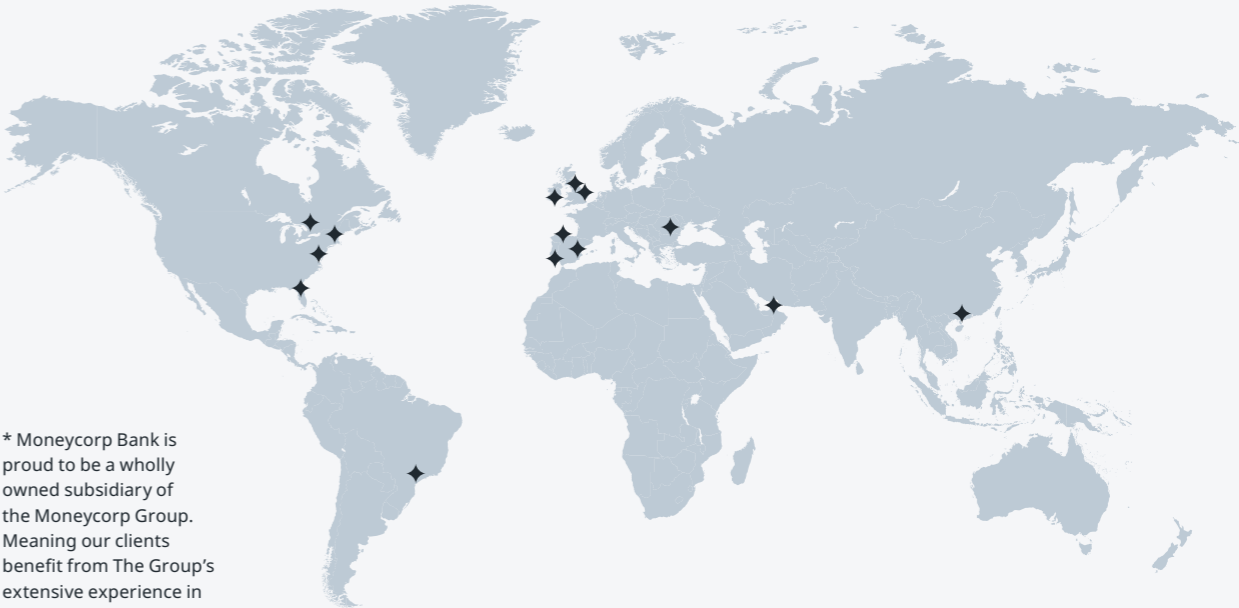 * Moneycorp Bank is
proud to be a wholly
owned subsidiary of
the Moneycorp Group.
Meaning our clients
benefit from The Group’s
extensive experience in